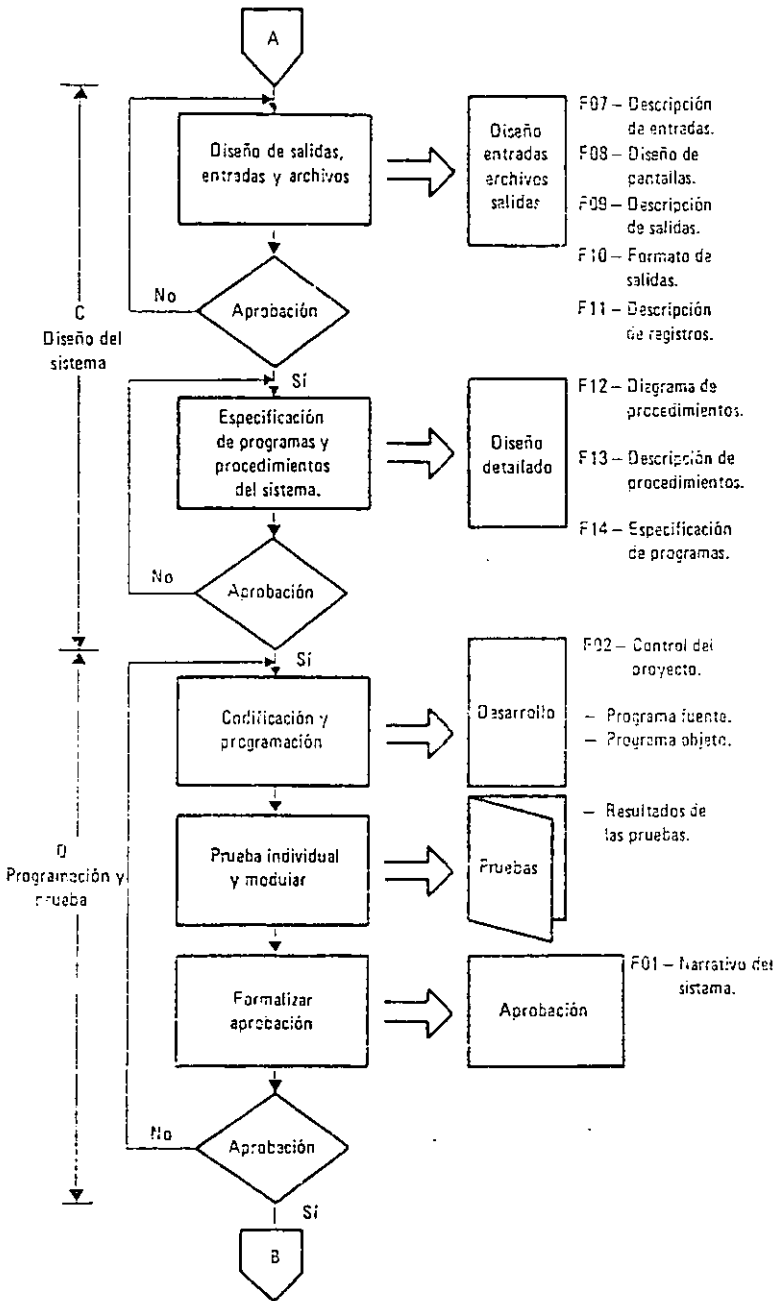 A
Diseño de salidas,
entradas y archivos
Diseño
entradas
archivos
salidas
F07 – Descripción
de entradas.
F08 – Diseño de
pantallas.
F09 – Descripción
de salidas.
F10 – Formato de
salidas.
F11 – Descripción
de registros.
No
Aprobación
C
Diseño del
sistema
Sí
Especificación
de programas y
procedimientos
del sistema.
Diseño
detallado
F12 – Diagrama de
procedimientos.
F13 – Descripción de
procedimientos.
F14 – Especificación
de programas.
No
Aprobación
Sí
Codificación y
programación
Desarrollo
F02 – Control del
proyecto.
– Programa fuente.
– Programa objeto.
D
Programación y
prueba
Prueba individual
y modular
Pruebas
– Resultados de
las pruebas.
Formalizar
aprobación
Aprobación
F01 – Narrativo del
sistema.
No
Aprobación
Sí
B